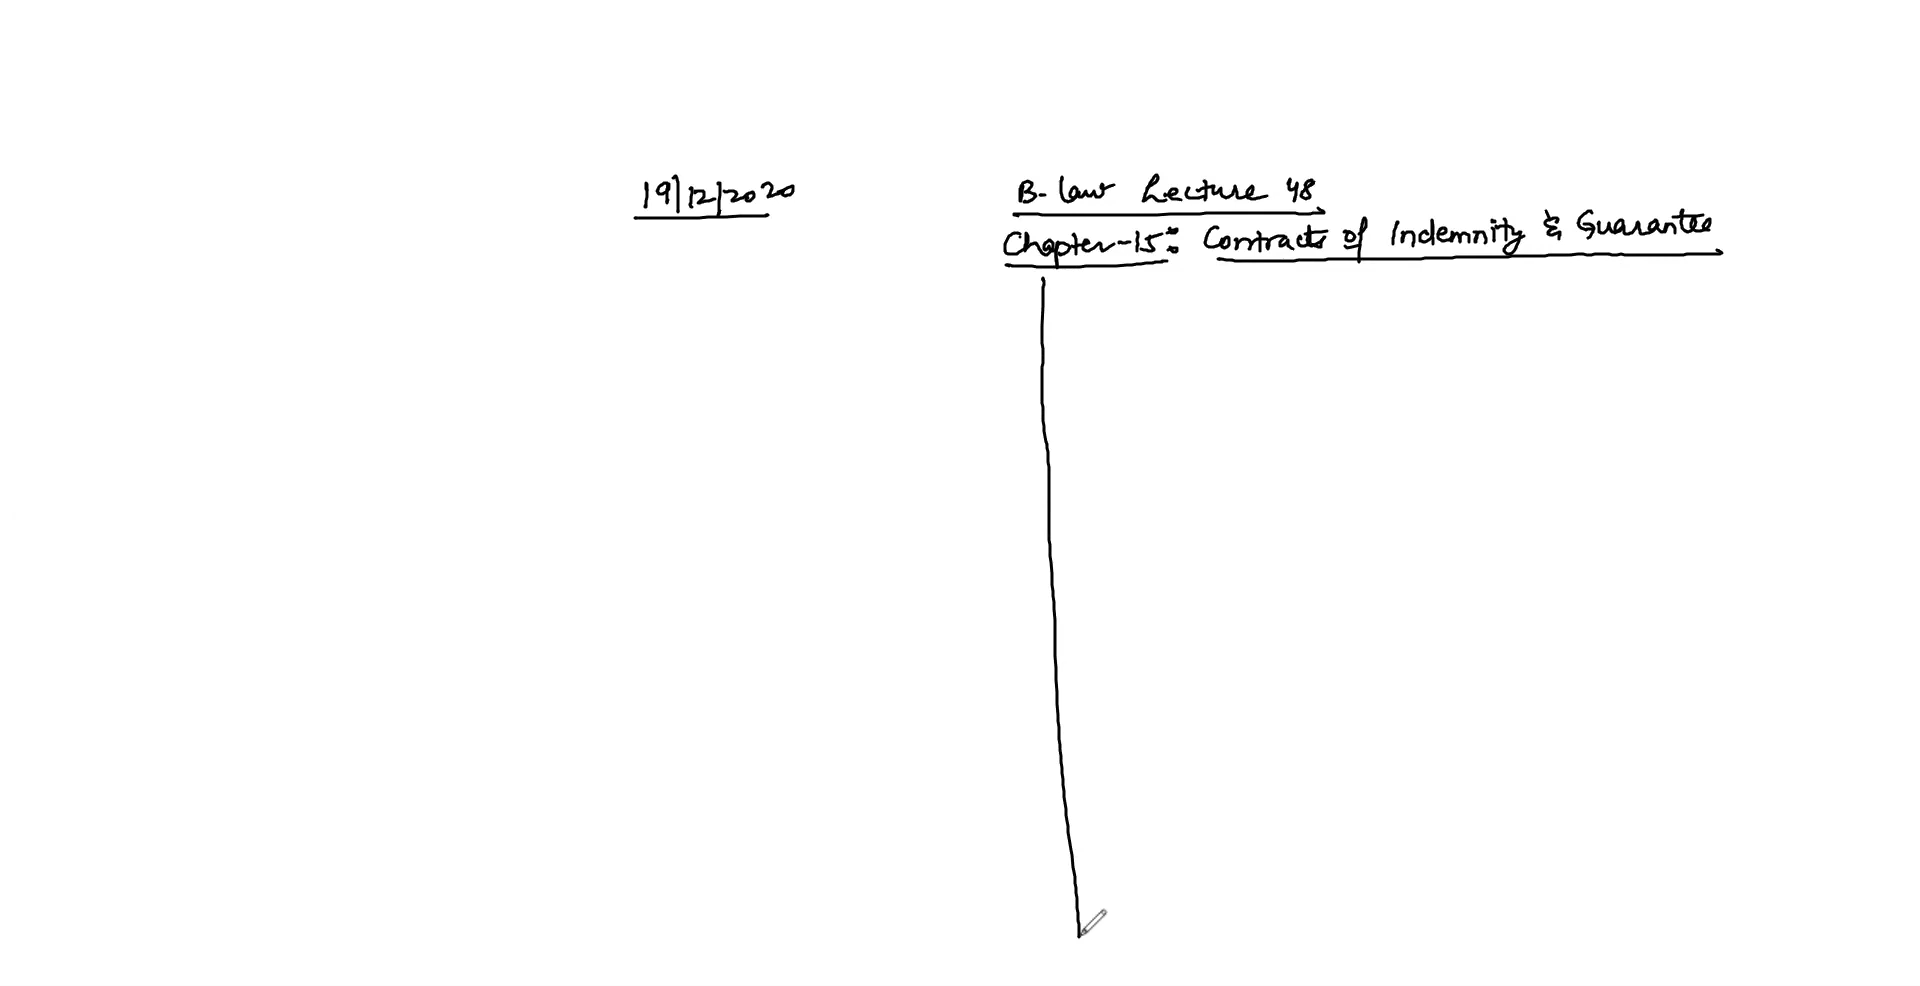 19/12/2020
B-Law Lecture 48
Chapter-15: Contracts of Indemnity & Guarantee